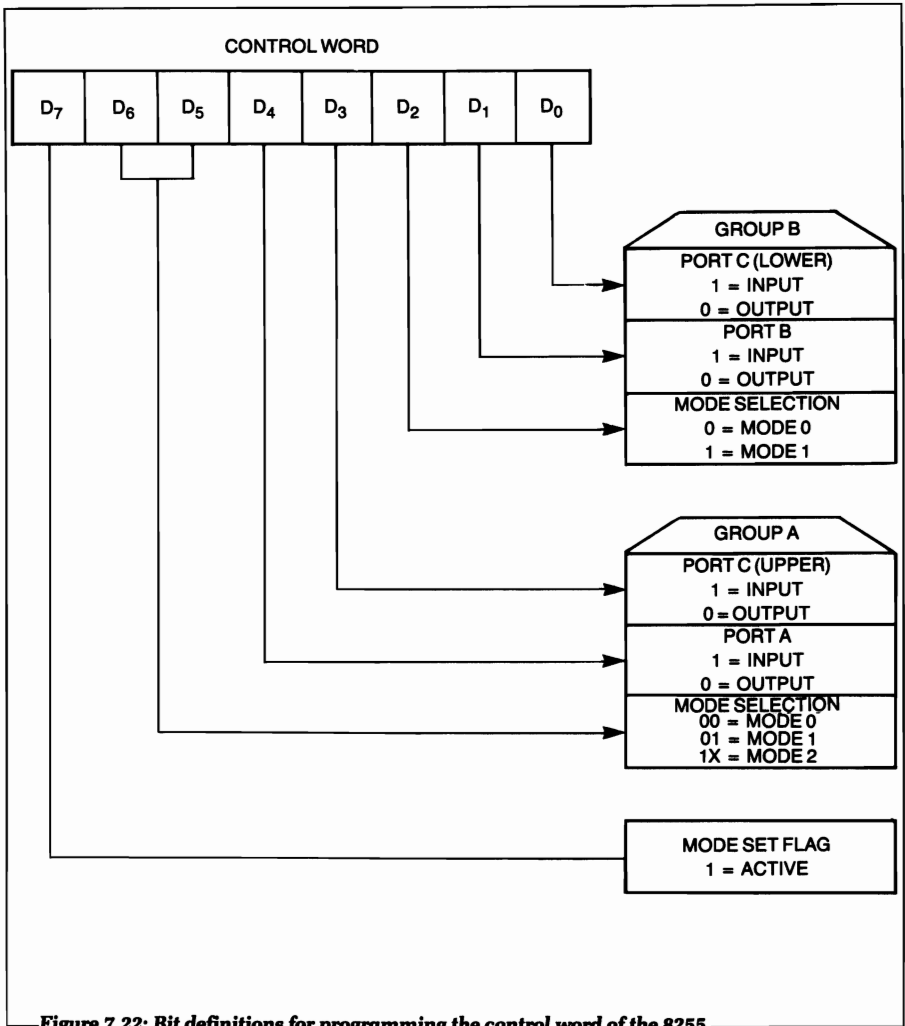 CONTROL WORD
D7 D6 D5 D4 D3 D2 D1 D0
GROUP B
PORT C (LOWER)
1 = INPUT
0 = OUTPUT
PORT B
1 = INPUT
0 = OUTPUT
MODE SELECTION
0 = MODE 0
1 = MODE 1
GROUP A
PORT C (UPPER)
1 = INPUT
0 = OUTPUT
PORT A
1 = INPUT
0 = OUTPUT
MODE SELECTION
00 = MODE 0
01 = MODE 1
1X = MODE 2
MODE SET FLAG
1 = ACTIVE
Figure 7.22: Bit definitions for programming the control word of the 8255